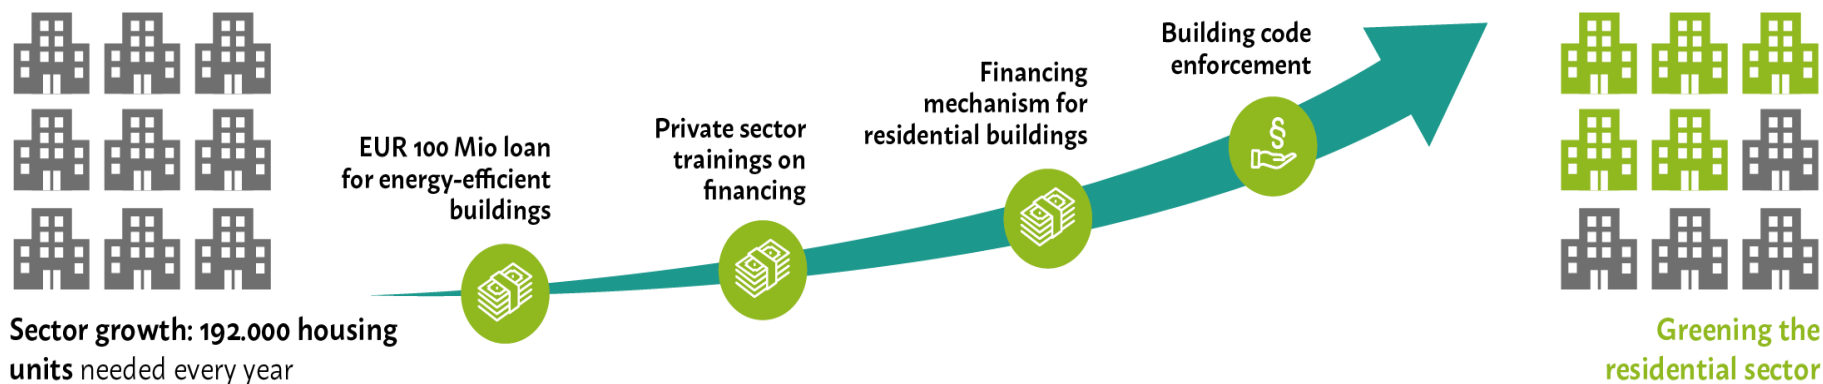 Sector growth: 192.000 housing
units needed every year
EUR 100 Mio loan
for energy-efficient
buildings
Private sector
trainings on
financing
Financing
mechanism for
residential buildings
Building code
enforcement
§
Greening the
residential sector